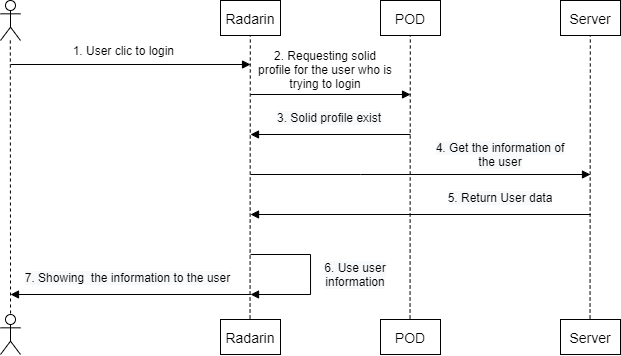 Radarin
POD
Server
1. User clic to login
2. Requesting solid
profile for the user who is
trying to login
3. Solid profile exist
4. Get the information of
the user
5. Return User data
6. Use user
information
7. Showing  the information to the user
Radarin
POD
Server